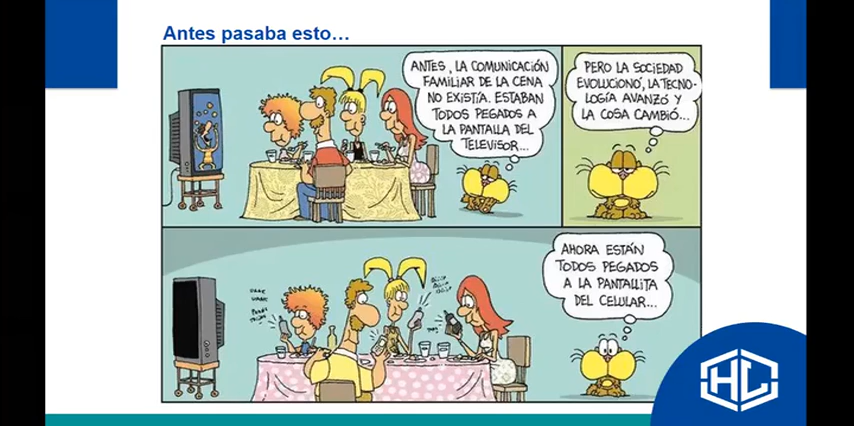 Antes pasaba esto...
ANTES, LA COMUNICACIÓN
FAMILIAR DE LA CENA
NO EXISTÍA. ESTABAN
TODOS PEGADOS A
LA PANTALLA DEL
TELEVISOR...
PERO LA SOCIEDAD
EVOLUCIONÓ, LA TECNO-
LOGÍA AVANZÓ Y
LA COSA CAMBIÓ...
AHORA ESTÁN
TODOS PEGADOS
A LA PANTALLITA
DEL CELULAR...
HL